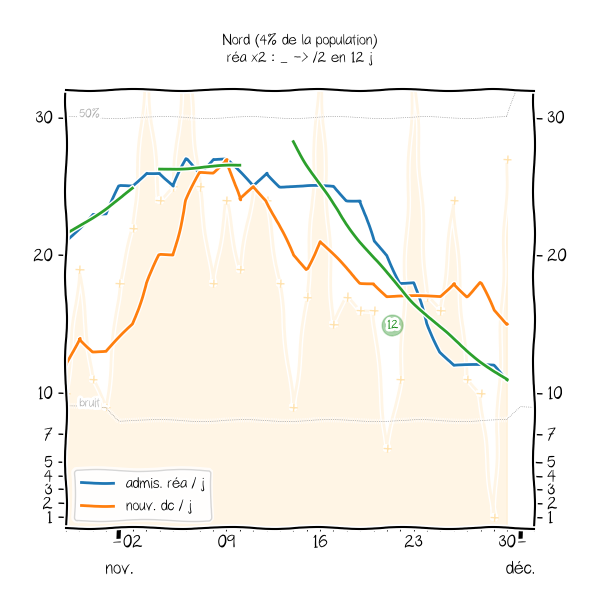 Nord (4% de la population)
réa x2 : _ -> /2 en 12 j
30 30
50%
20 20
12
10 10
bruit
7 7
5 5
4 4
3 3
2 2
1 1
admis. réa / j
nouv. dc / j
02 09 16 23 30
nov. déc.